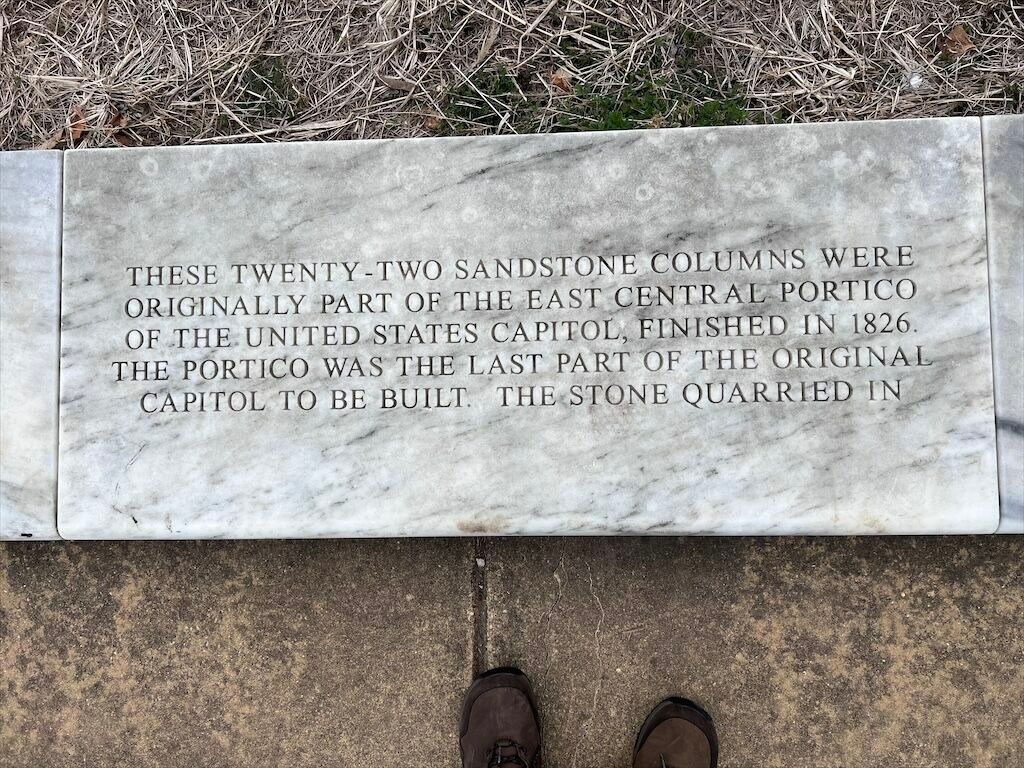 THESE TWENTY-TWO SANDSTONE COLUMNS WERE
ORIGINALLY PART OF THE EAST CENTRAL PORTICO
OF THE UNITED STATES CAPITOL, FINISHED IN 1826.
THE PORTICO WAS THE LAST PART OF THE ORIGINAL
CAPITOL TO BE BUILT. THE STONE QUARRIED IN